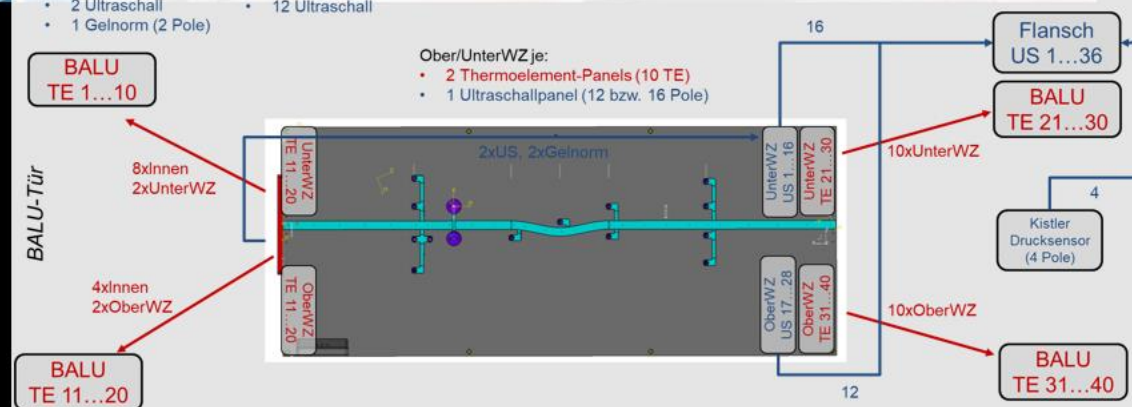 • 2 Ultraschall
• 1 Gelnorm (2 Pole)
• 12 Ultraschall
BALU
TE 1...10
Ober/UnterWZ je:
• 2 Thermoelement-Panels (10 TE)
• 1 Ultraschallpanel (12 bzw. 16 Pole)
16
Flansch
US 1...36
BALU
TE 21...30
BALU-Tür
8xInnen
2xUnterWZ
UnterWZ
TE 11...
20
2xUS, 2xGelnorm
UnterWZ
US 1...16
UnterWZ
TE 21...30
10xUnterWZ
4
Kistler
Drucksensor
(4 Pole)
4xInnen
2xOberWZ
OberWZ
TE 11...
20
OberWZ
US 17...28
OberWZ
TE 31...40
10xOberWZ
BALU
TE 11...20
12
BALU
TE 31...40